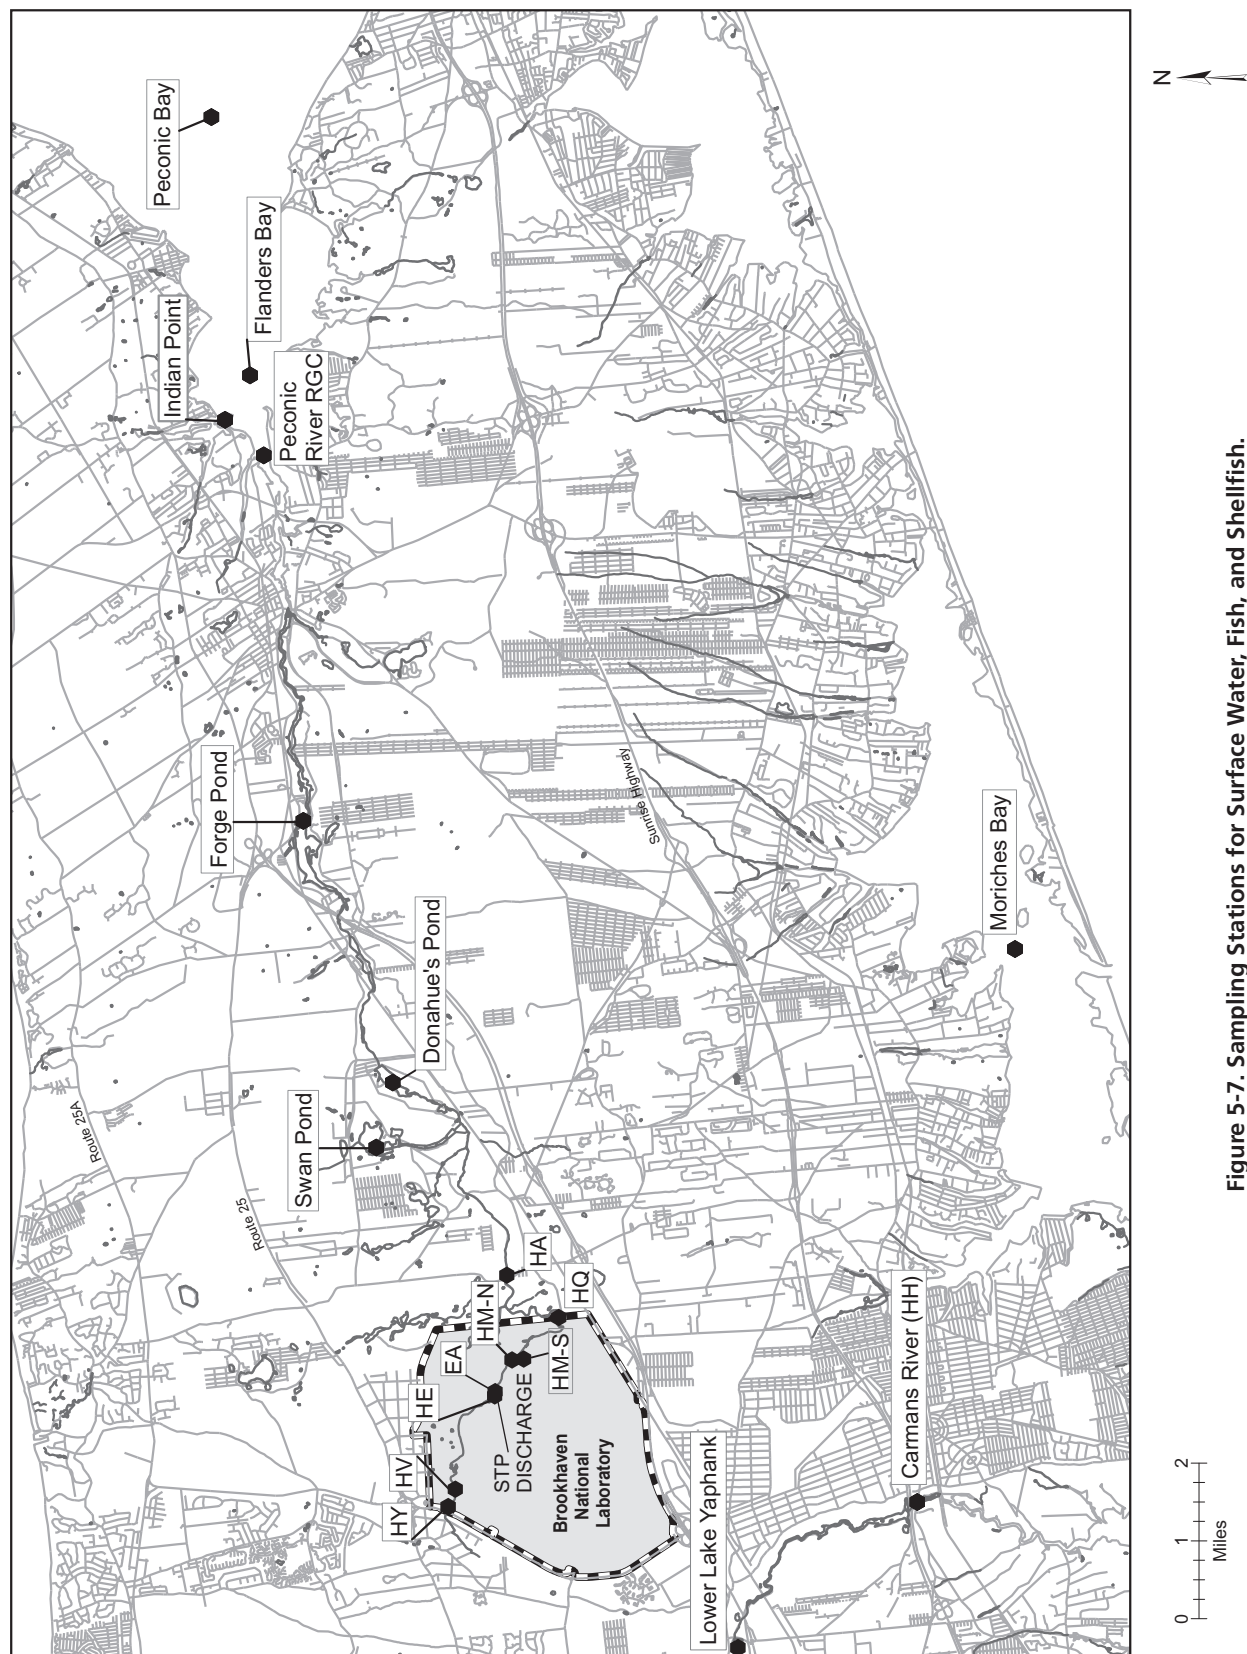 Peconic Bay
Flanders Bay
Indian Point
Peconic
River RGC
Forge Pond
Donahue's Pond
Swan Pond
Route 25A
Route 25
Sunrise Highway
Moriches Bay
HA
HQ
HM-N
HM-S
EA
HE
HV
HY
STP
DISCHARGE
Brookhaven
National
Laboratory
Carmans River (HH)
Lower Lake Yaphank
N
0 1 2
Miles
Figure 5-7. Sampling Stations for Surface Water, Fish, and Shellfish.